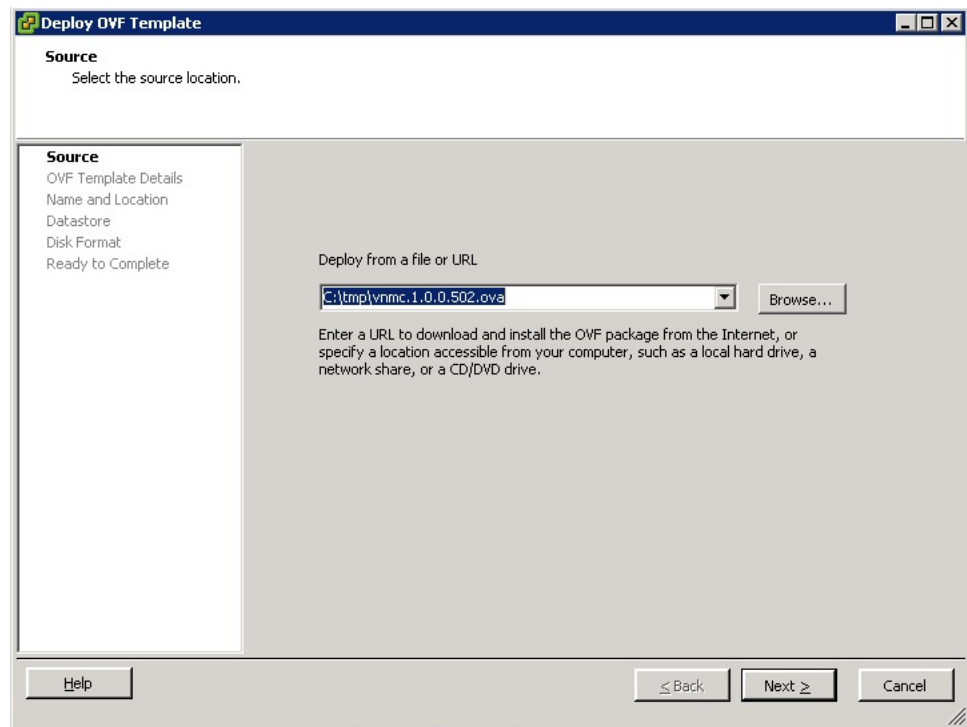 Deploy OVF Template
Source
Select the source location.
Source
OVF Template Details
Name and Location
Datastore
Disk Format
Ready to Complete
Deploy from a file or URL
C:\tmp\vnmc.1.0.0.502.ova
Browse...
Enter a URL to download and install the OVF package from the Internet, or
specify a location accessible from your computer, such as a local hard drive, a
network share, or a CD/DVD drive.
Help
≤ Back
Next ≥
Cancel